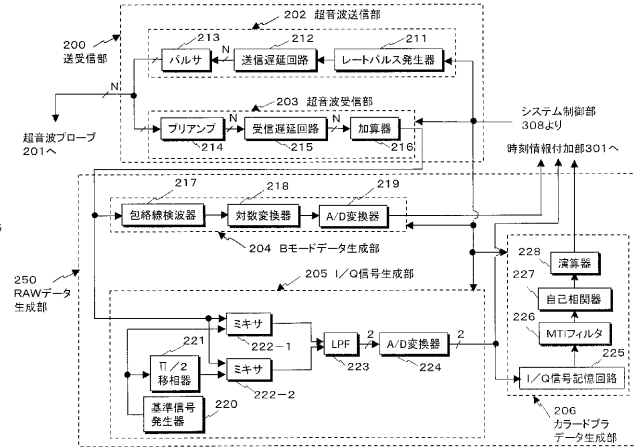 202 超音波送信部
200
送受信部
213
212
211
パルサ
N
送信遅延回路
レートパルス発生器
N
203 超音波受信部
超音波プローブ
201へ
プリアンプ
N
受信遅延回路
N
加算器
214
215
216
システム制御部
308より
時刻情報付加部301へ
217
218
219
包絡線検波器
対数変換器
A/D変換器
204 Bモードデータ生成部
250
RAWデータ
生成部
205 I/Q信号生成部
228
演算器
227
自己相関器
226
MTIフィルタ
225
I/Q信号記憶回路
206
カラードプラ
データ生成部
ミキサ
222-1
221
Π/2
移相器
ミキサ
222-2
LPF
223
2
A/D変換器
224
2
基準信号
発生器
220